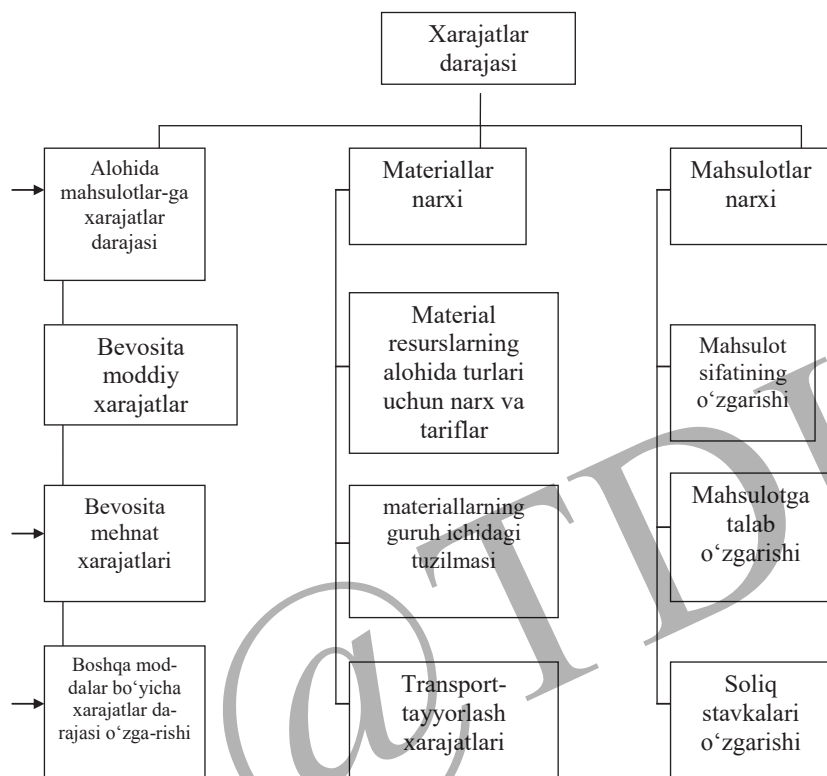 Xarajatlar
darajasi
Alohida
mahsulotlar-ga
xarajatlar
darajasi
Materiallar
narxi
Mahsulotlar
narxi
Bevosita
moddiy
xarajatlar
Material
resurslarning
alohida turlari
uchun narx va
tariflar
Mahsulot
sifatining
o‘zgarishi
Bevosita
mehnat
xarajatlari
materiallarning
guruh ichidagi
tuzilmasi
Mahsulotga
talab
o‘zgarishi
Boshqa mod-
dalar bo‘yicha
xarajatlar da-
rajasi o‘zga-rishi
Transport-
tayyorlash
xarajatlari
Soliq
stavkalari
o‘zgarishi